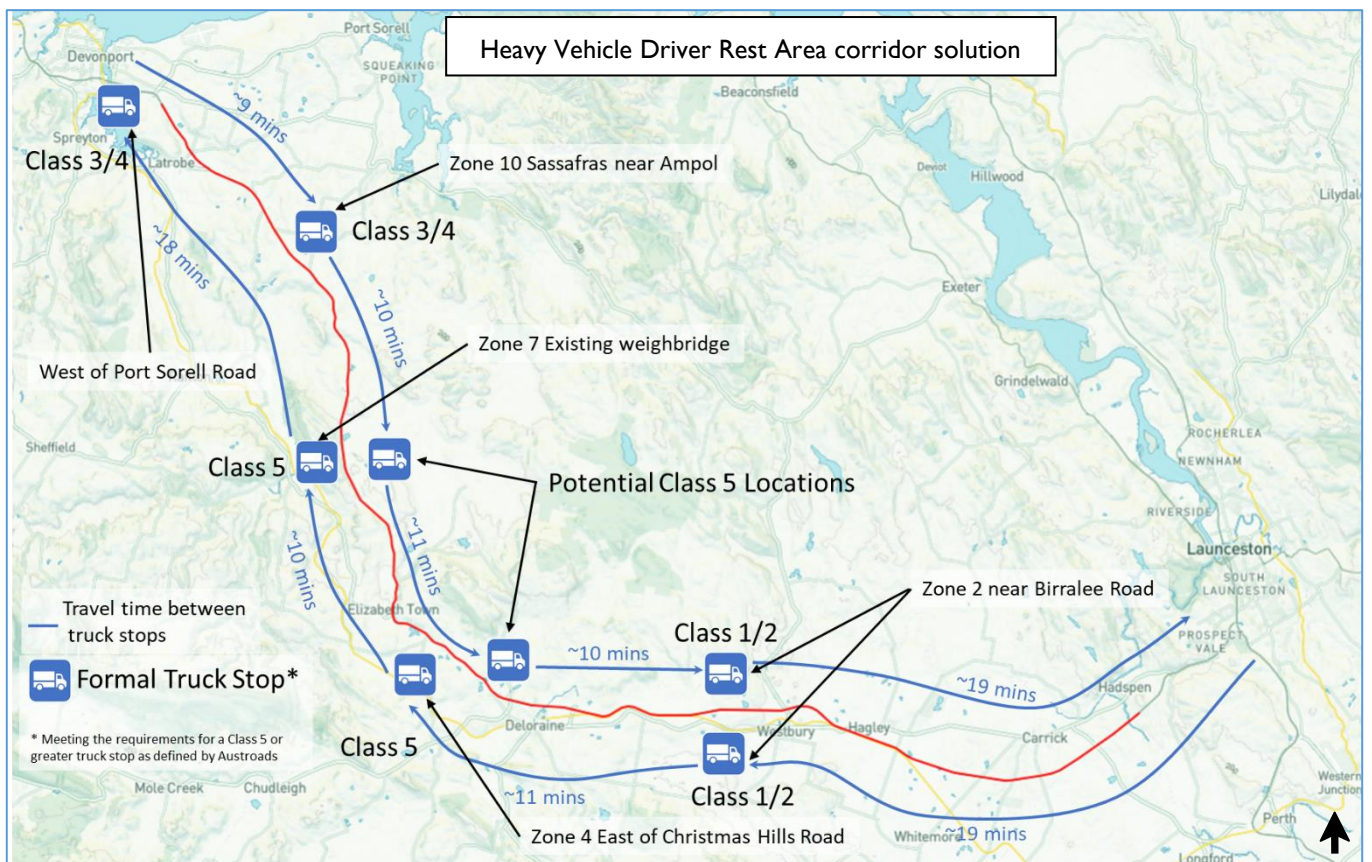 Heavy Vehicle Driver Rest Area corridor solution
Port Sorell
Devonport
SQUEAKING
POINT
Beaconsfield
~9 mins
Spreyton
Class 3/4
Latrobe
Zone 10 Sassafras near Ampol
Deviot
Hillwood
Lilydale
Class 3/4
~18 mins
Exeter
~10 mins
West of Port Sorell Road
Zone 7 Existing weighbridge
Grindelwald
Sheffield
Class 5
ROCHERLEA
NEWNHAM
Potential Class 5 Locations
RIVERSIDE
~11 mins
~10 mins
Launceston
SOUTH
LAUNCESTON
Zone 2 near Birralee Road
Travel time between
truck stops
Elizabeth Town
Class 1/2
~10 mins
PROSPECT
VALE
Formal Truck Stop*
~19 mins
Hadspen
* Meeting the requirements for a Class 5 or
greater truck stop as defined by Austroads
Class 5
Deloraine
Westbury
Hagley
Carrick
Mole Creek
Chudleigh
~11 mins
Class 1/2
Western
Junction
Zone 4 East of Christmas Hills Road
Whitemore
~19 mins
Perth
Longford